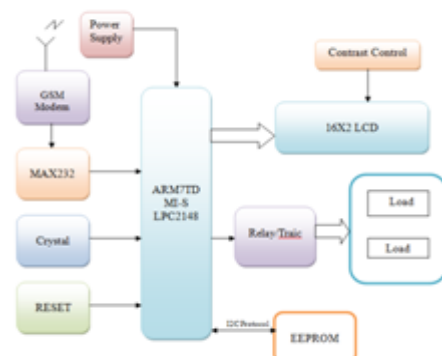 Power
Supply
Contrast Control
GSM
Modem
16X2 LCD
MAX232
ARM7TD
MI-S
LPC2148
Load
Crystal
Relay/Traic
Load
RESET
I2C Protocol
EEPROM